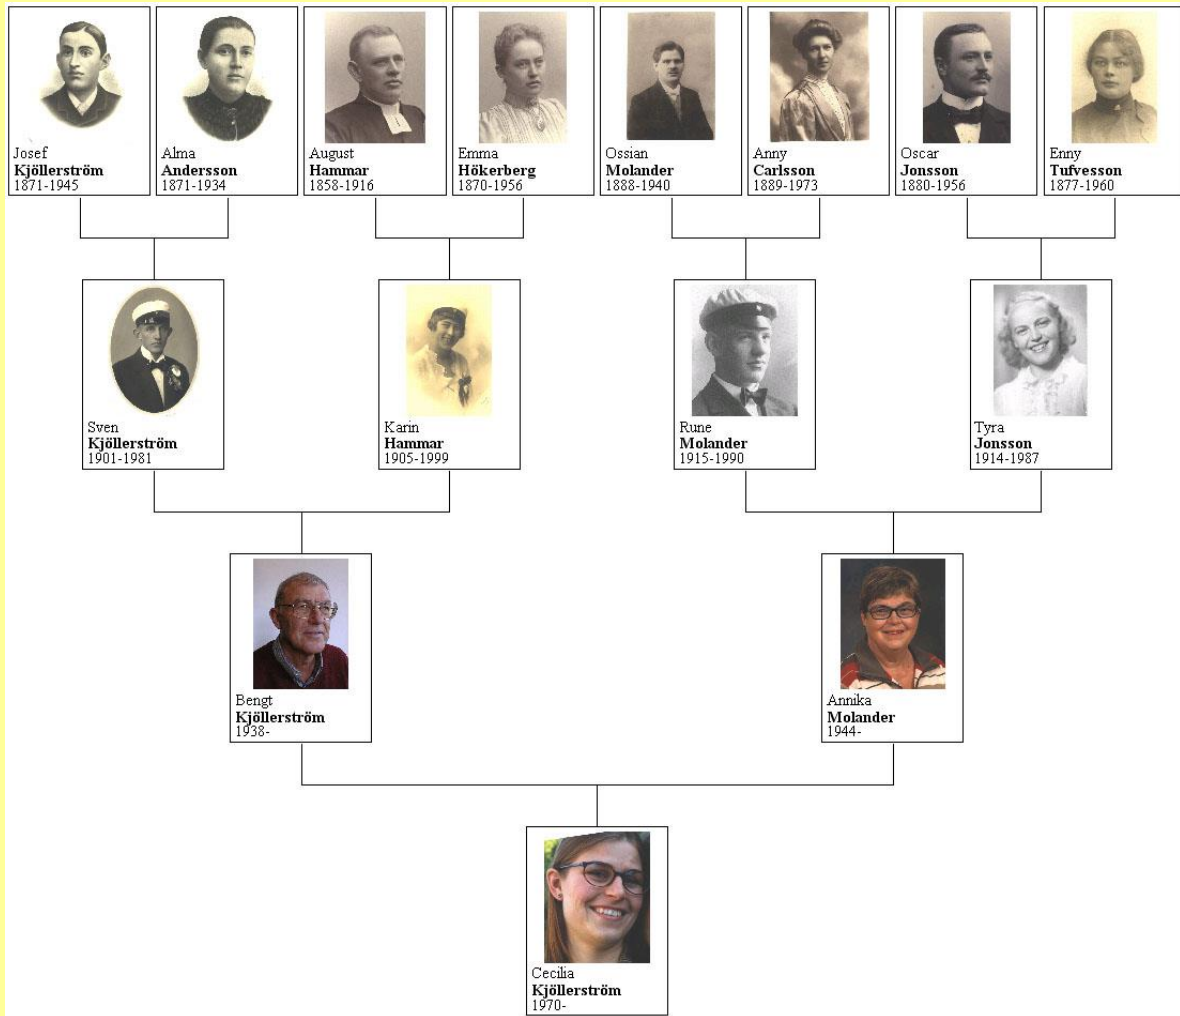 Josef
Kjöllerström
1871-1945
Alma
Andersson
1871-1934
August
Hammar
1858-1916
Emma
Hökerberg
1870-1956
Ossian
Molander
1888-1940
Anny
Carlsson
1889-1973
Oscar
Jonsson
1880-1956
Enny
Tufvesson
1877-1960
Sven
Kjöllerström
1901-1981
Karin
Hammar
1905-1999
Rune
Molander
1915-1990
Tyra
Jonsson
1914-1987
Bengt
Kjöllerström
1938-
Annika
Molander
1944-
Cecilia
Kjöllerström
1970-